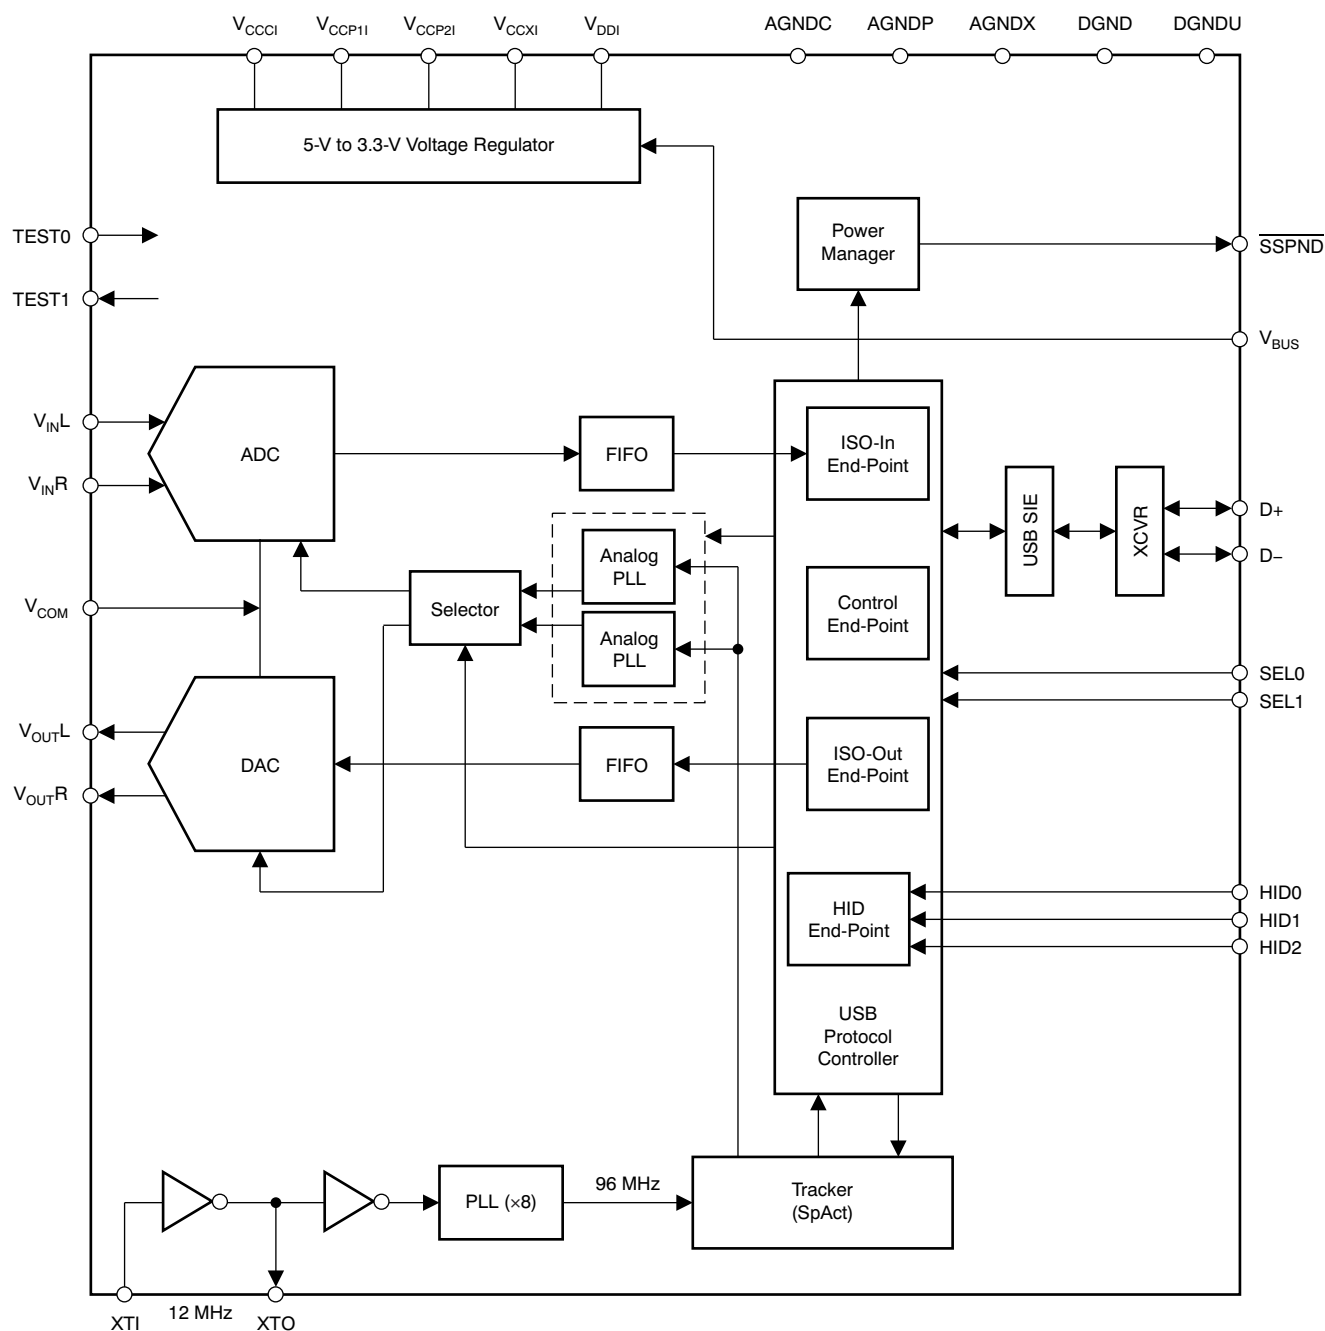 VCCCI VCCP1I VCCP2I VCCXI VDDI AGNDC AGNDP AGNDX DGND DGNDU
5-V to 3.3-V Voltage Regulator
TEST0
TEST1
Power
Manager
SSPND
VBUS
VINL
VINR
ADC
FIFO
ISO-In
End-Point
USB SIE
XCVR
D+
D–
Analog
PLL
Selector
Analog
PLL
VCOM
Control
End-Point
SEL0
SEL1
VOUTL
VOUTR
DAC
FIFO
ISO-Out
End-Point
HID
End-Point
HID0
HID1
HID2
USB
Protocol
Controller
PLL (×8)
96 MHz
Tracker
(SpAct)
XTI
12 MHz
XTO